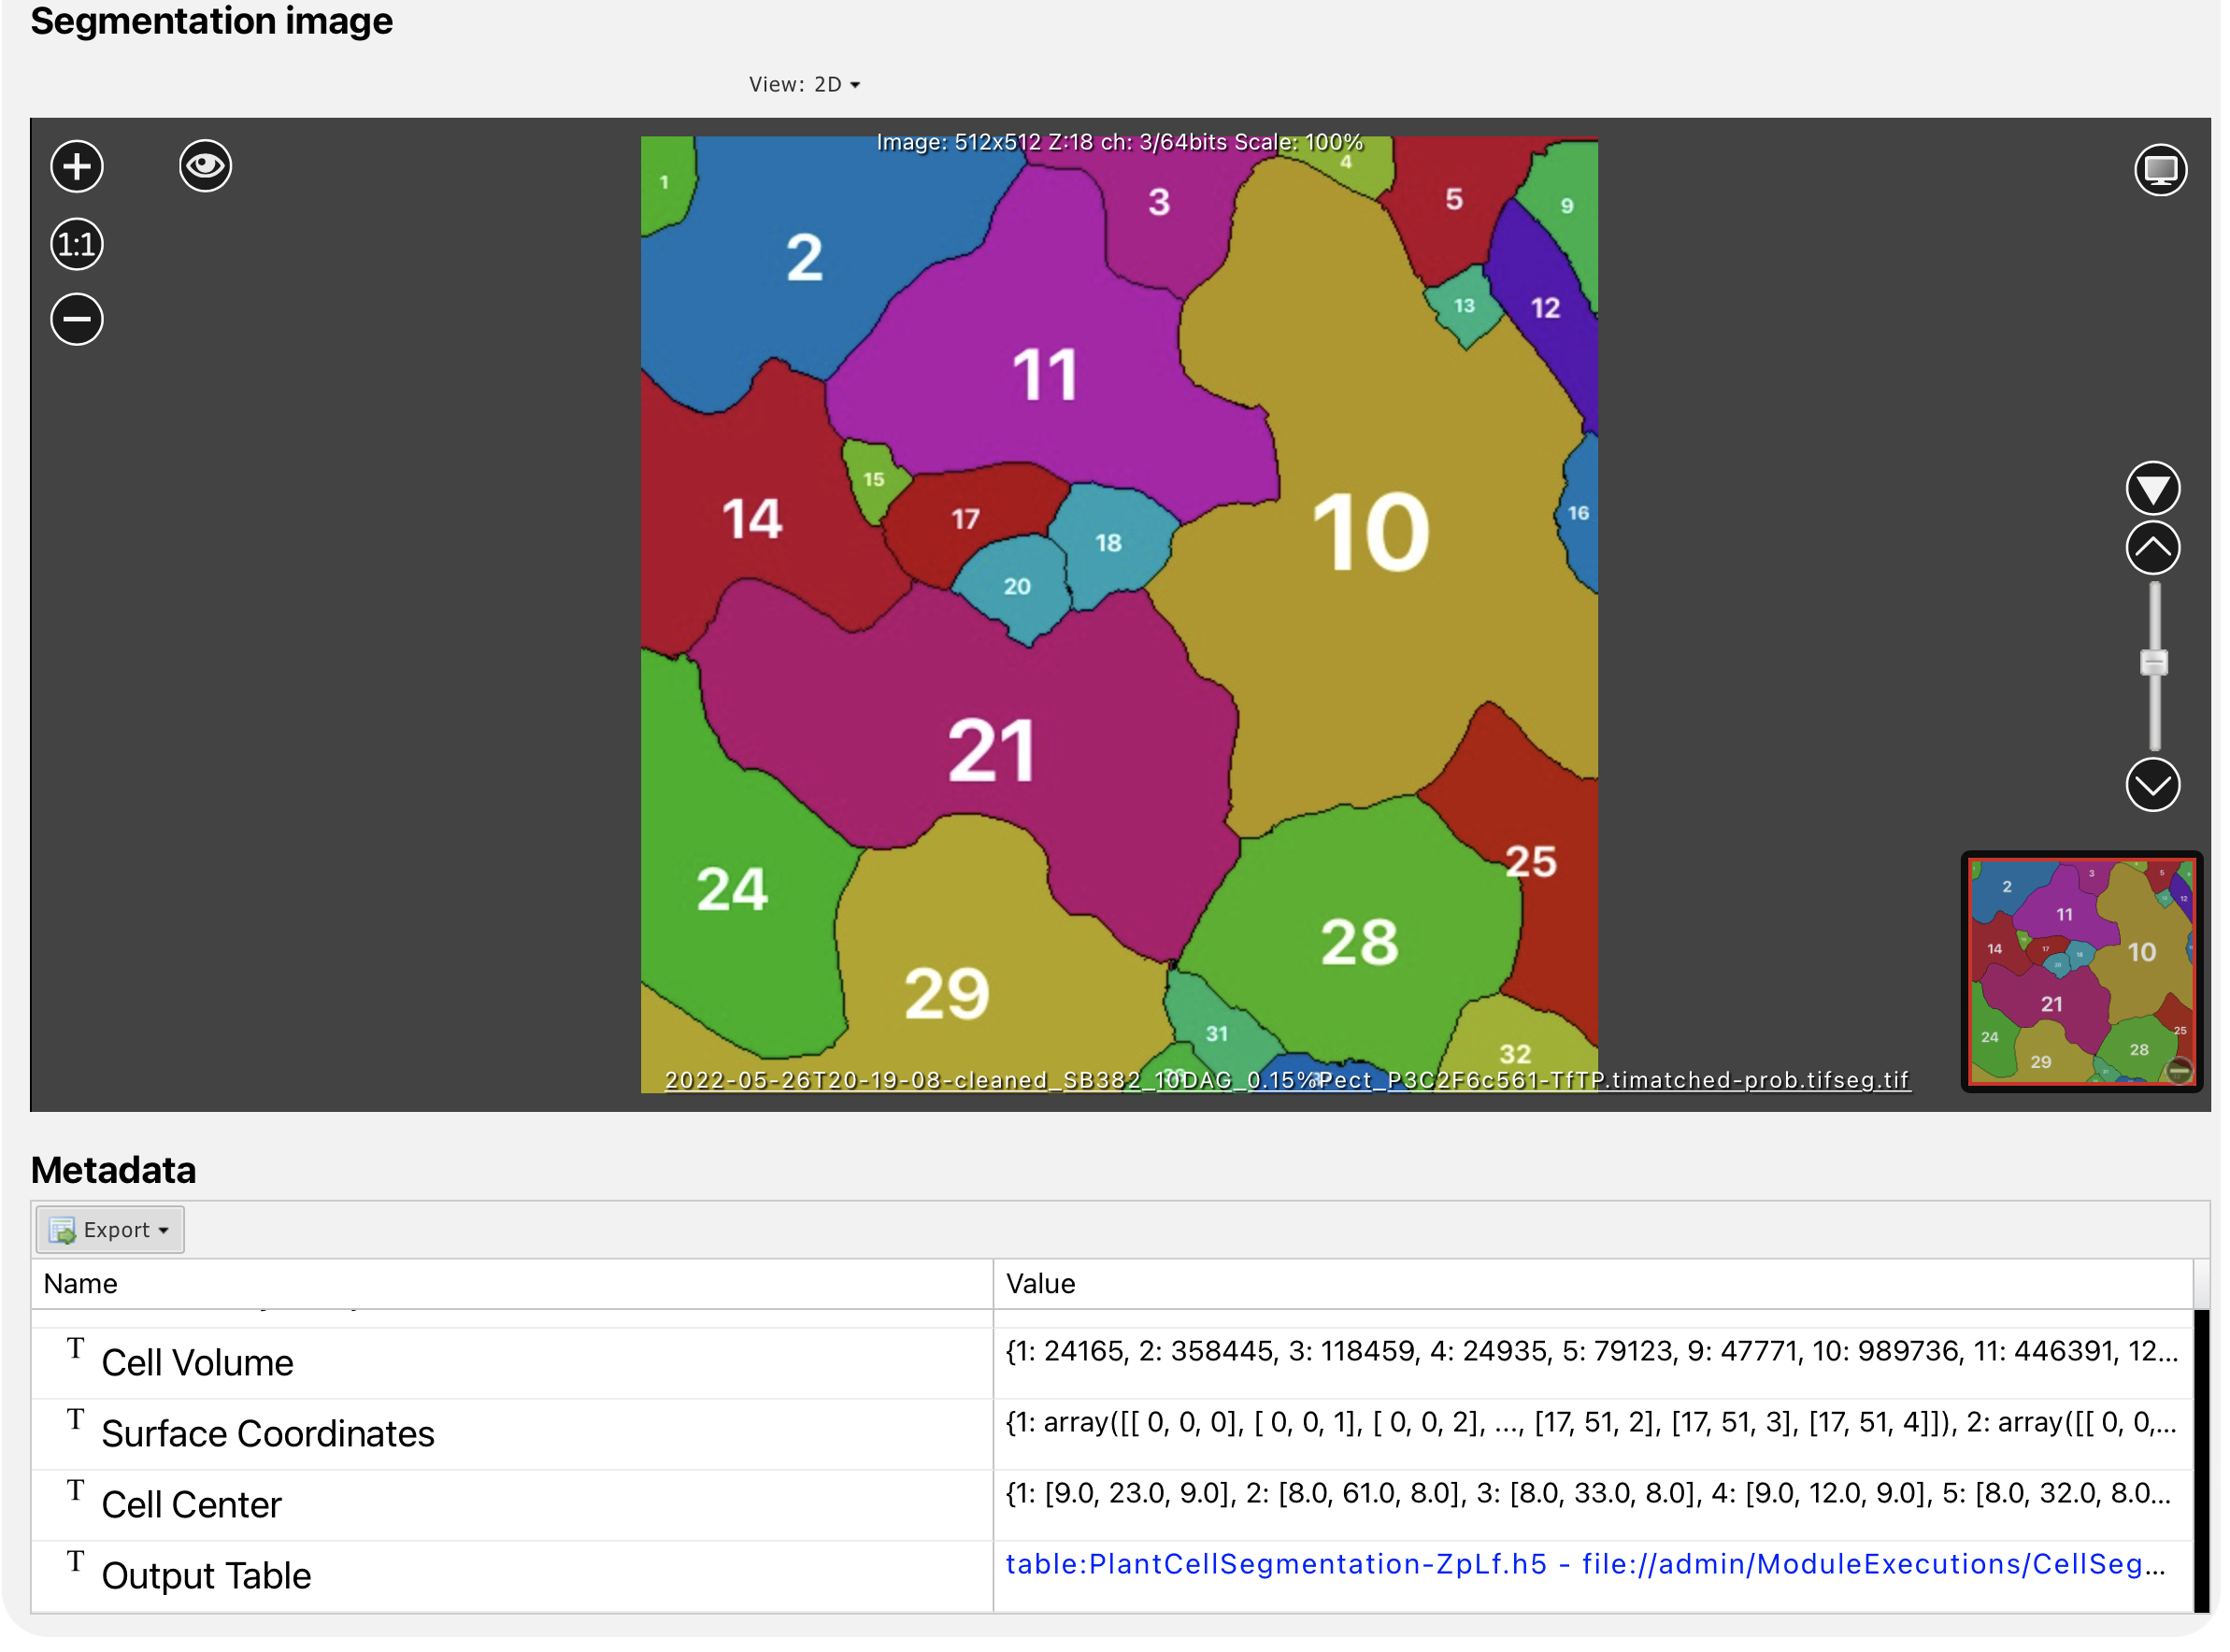 Segmentation image
View: 2D
Image: 512x512 Z:18 ch: 3/64bits Scale: 100%
1:1
1
2
3
4
5
9
13
12
11
10
14
15
17
18
16
20
21
24
25
28
29
31
32
2022-05-26T20-19-08-cleaned_SB382_10DAG_0.15%Pect_P3C2F6c561-TfTP.timatched-prob.tifseg.tif
2
3
5
12
11
14
17
10
21
24
25
28
29
Metadata
Export
Name
Value
Cell Volume
{1: 24165, 2: 358445, 3: 118459, 4: 24935, 5: 79123, 9: 47771, 10: 989736, 11: 446391, 12...
Surface Coordinates
{1: array([[ 0, 0, 0], [ 0, 0, 1], [ 0, 0, 2], ..., [17, 51, 2], [17, 51, 3], [17, 51, 4]]), 2: array([[ 0, 0,...
Cell Center
{1: [9.0, 23.0, 9.0], 2: [8.0, 61.0, 8.0], 3: [8.0, 33.0, 8.0], 4: [9.0, 12.0, 9.0], 5: [8.0, 32.0, 8.0...
Output Table
table:PlantCellSegmentation-ZpLf.h5 - file://admin/ModuleExecutions/CellSeg...